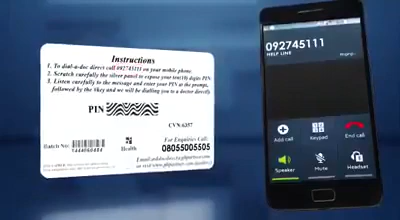 Instructions
1. To dial-a-doc direct call 092745111 on your mobile phone.
2. Scratch carefully the silver panel to expose your ten(10) digits PIN
3. Listen carefully to the message and enter your PIN at the prompt,
followed by the # key and we will be dialing you to a doctor directly
PIN
CVN 6357
For Enquiries Call:
08055005505
Batch No:
Health
092745111
HELP LINE
Add call
Keypad
End call
Speaker
Mute
Headset